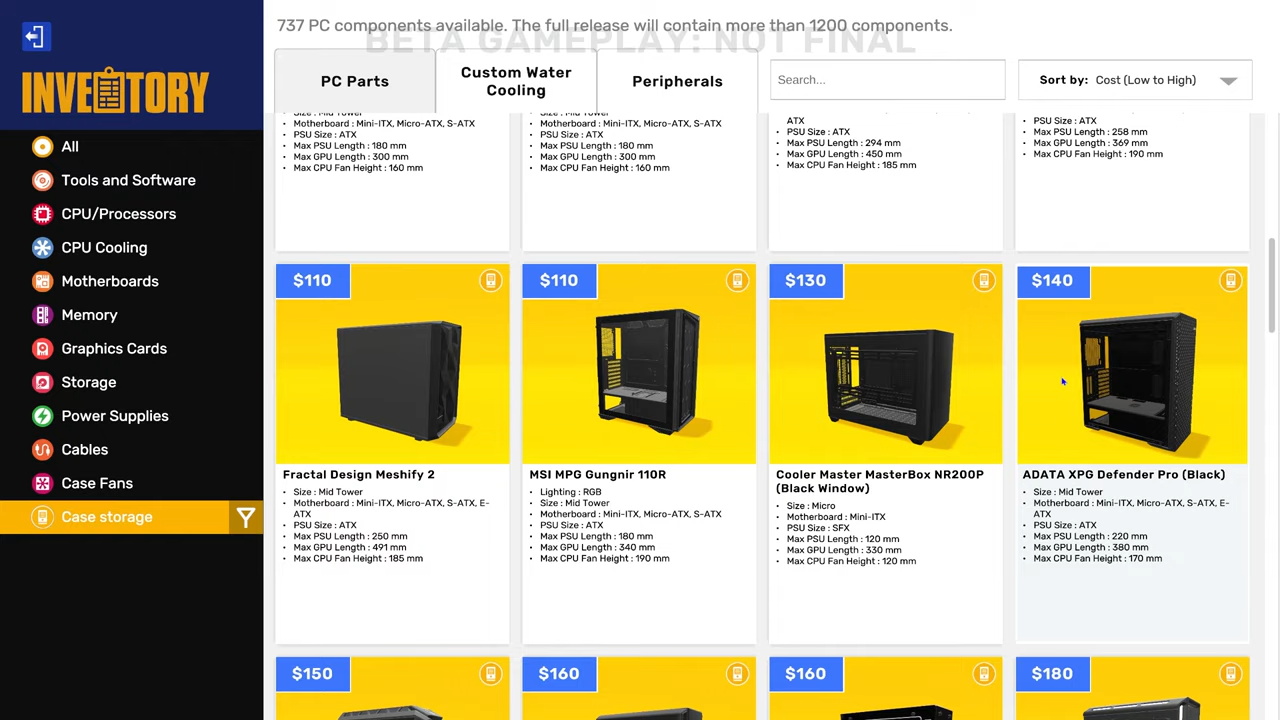 737 PC components available. The full release will contain more than 1200 components.
BETA GAMEPLAY: NOT FINAL
INVENTORY
PC Parts
Custom Water
Cooling
Peripherals
Search...
Sort by: Cost (Low to High)
All
Tools and Software
CPU/Processors
CPU Cooling
Motherboards
Memory
Graphics Cards
Storage
Power Supplies
Cables
Case Fans
Case storage
Size : Mid Tower
• Motherboard : Mini-ITX, Micro-ATX, S-ATX
• PSU Size : ATX
• Max PSU Length : 180 mm
• Max GPU Length : 300 mm
• Max CPU Fan Height : 160 mm
Size : Mid Tower
• Motherboard : Mini-ITX, Micro-ATX, S-ATX
• PSU Size : ATX
• Max PSU Length : 180 mm
• Max GPU Length : 300 mm
• Max CPU Fan Height : 160 mm
ATX
• PSU Size : ATX
• Max PSU Length : 294 mm
• Max GPU Length : 450 mm
• Max CPU Fan Height : 185 mm
• PSU Size : ATX
• Max PSU Length : 258 mm
• Max GPU Length : 369 mm
• Max CPU Fan Height : 190 mm
$110
Fractal Design Meshify 2
• Size : Mid Tower
• Motherboard : Mini-ITX, Micro-ATX, S-ATX, E-
ATX
• PSU Size : ATX
• Max PSU Length : 250 mm
• Max GPU Length : 491 mm
• Max CPU Fan Height : 185 mm
$110
MSI MPG Gungnir 110R
• Lighting : RGB
• Size : Mid Tower
• Motherboard : Mini-ITX, Micro-ATX, S-ATX
• PSU Size : ATX
• Max PSU Length : 180 mm
• Max GPU Length : 340 mm
• Max CPU Fan Height : 190 mm
$130
Cooler Master MasterBox NR200P
(Black Window)
• Size : Micro
• Motherboard : Mini-ITX
• PSU Size : SFX
• Max PSU Length : 120 mm
• Max GPU Length : 330 mm
• Max CPU Fan Height : 120 mm
$140
ADATA XPG Defender Pro (Black)
• Size : Mid Tower
• Motherboard : Mini-ITX, Micro-ATX, S-ATX, E-
ATX
• PSU Size : ATX
• Max PSU Length : 220 mm
• Max GPU Length : 380 mm
• Max CPU Fan Height : 170 mm
$150
$160
$160
$180